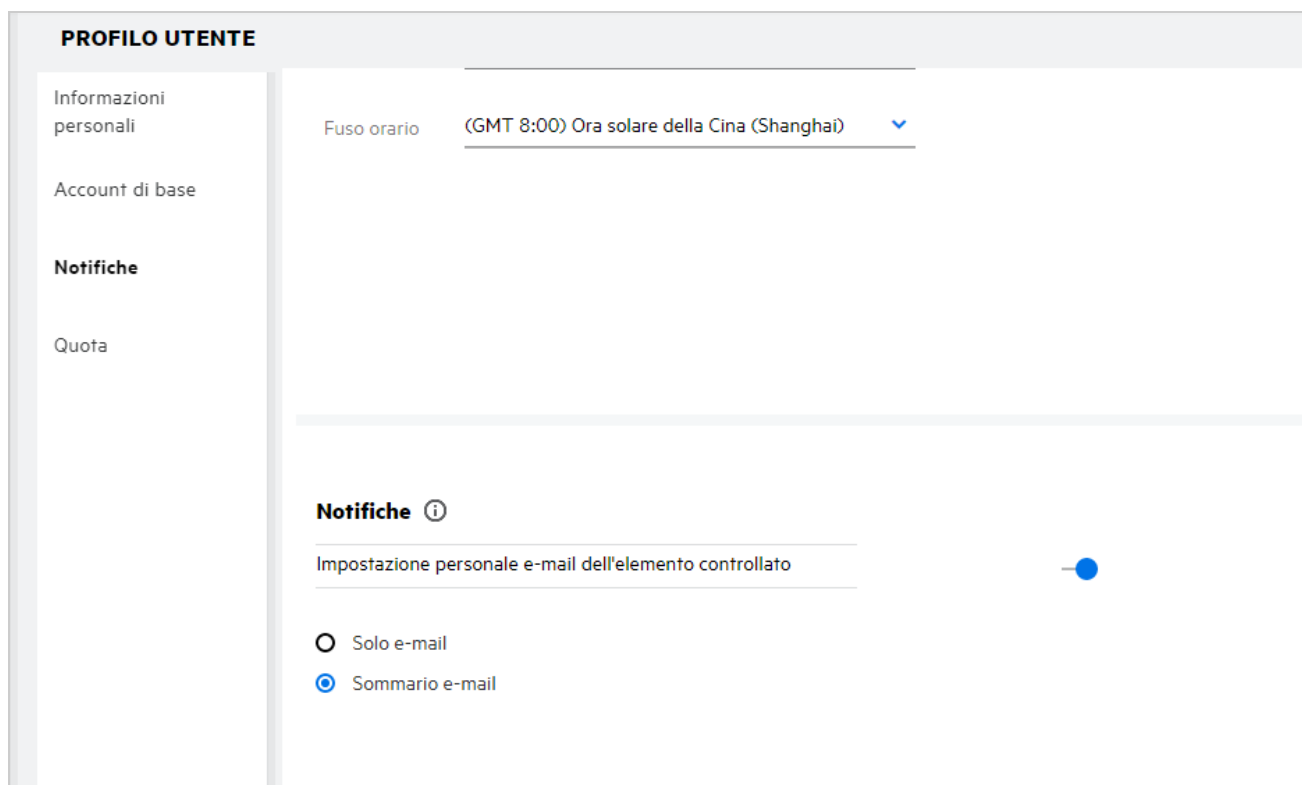 PROFILO UTENTE
Informazioni
personali
Account di base
Notifiche
Quota
Fuso orario (GMT 8:00) Ora solare della Cina (Shanghai)
Notifiche
Impostazione personale e-mail dell'elemento controllato
Solo e-mail
Sommario e-mail